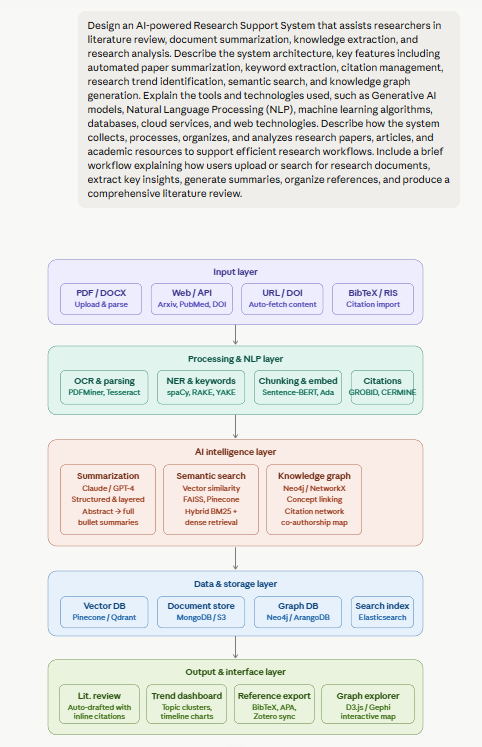 Design an AI-powered Research Support System that assists researchers in
literature review, document summarization, knowledge extraction, and
research analysis. Describe the system architecture, key features including
automated paper summarization, keyword extraction, citation management,
research trend identification, semantic search, and knowledge graph
generation. Explain the tools and technologies used, such as Generative AI
models, Natural Language Processing (NLP), machine learning algorithms,
databases, cloud services, and web technologies. Describe how the system
collects, processes, organizes, and analyzes research papers, articles, and
academic resources to support efficient research workflows. Include a brief
workflow explaining how users upload or search for research documents,
extract key insights, generate summaries, organize references, and produce a
comprehensive literature review.
Input layer
PDF / DOCX
Upload & parse
Web / API
Arxiv, PubMed, DOI
URL / DOI
Auto-fetch content
BibTeX / RIS
Citation import
Processing & NLP layer
OCR & parsing
PDFMiner, Tesseract
NER & keywords
spaCy, RAKE, YAKE
Chunking & embed
Sentence-BERT, Ada
Citations
GROBID, CERMINE
AI intelligence layer
Summarization
Claude / GPT-4
Structured & layered
Abstract → full
bullet summaries
Semantic search
Vector similarity
FAISS, Pinecone
Hybrid BM25 +
dense retrieval
Knowledge graph
Neo4j / NetworkX
Concept linking
Citation network
co-authorship map
Data & storage layer
Vector DB
Pinecone / Qdrant
Document store
MongoDB / S3
Graph DB
Neo4j / ArangoDB
Search index
Elasticsearch
Output & interface layer
Lit. review
Auto-drafted with
inline citations
Trend dashboard
Topic clusters,
timeline charts
Reference export
BibTeX, APA,
Zotero sync
Graph explorer
D3.js / Gephi
interactive map